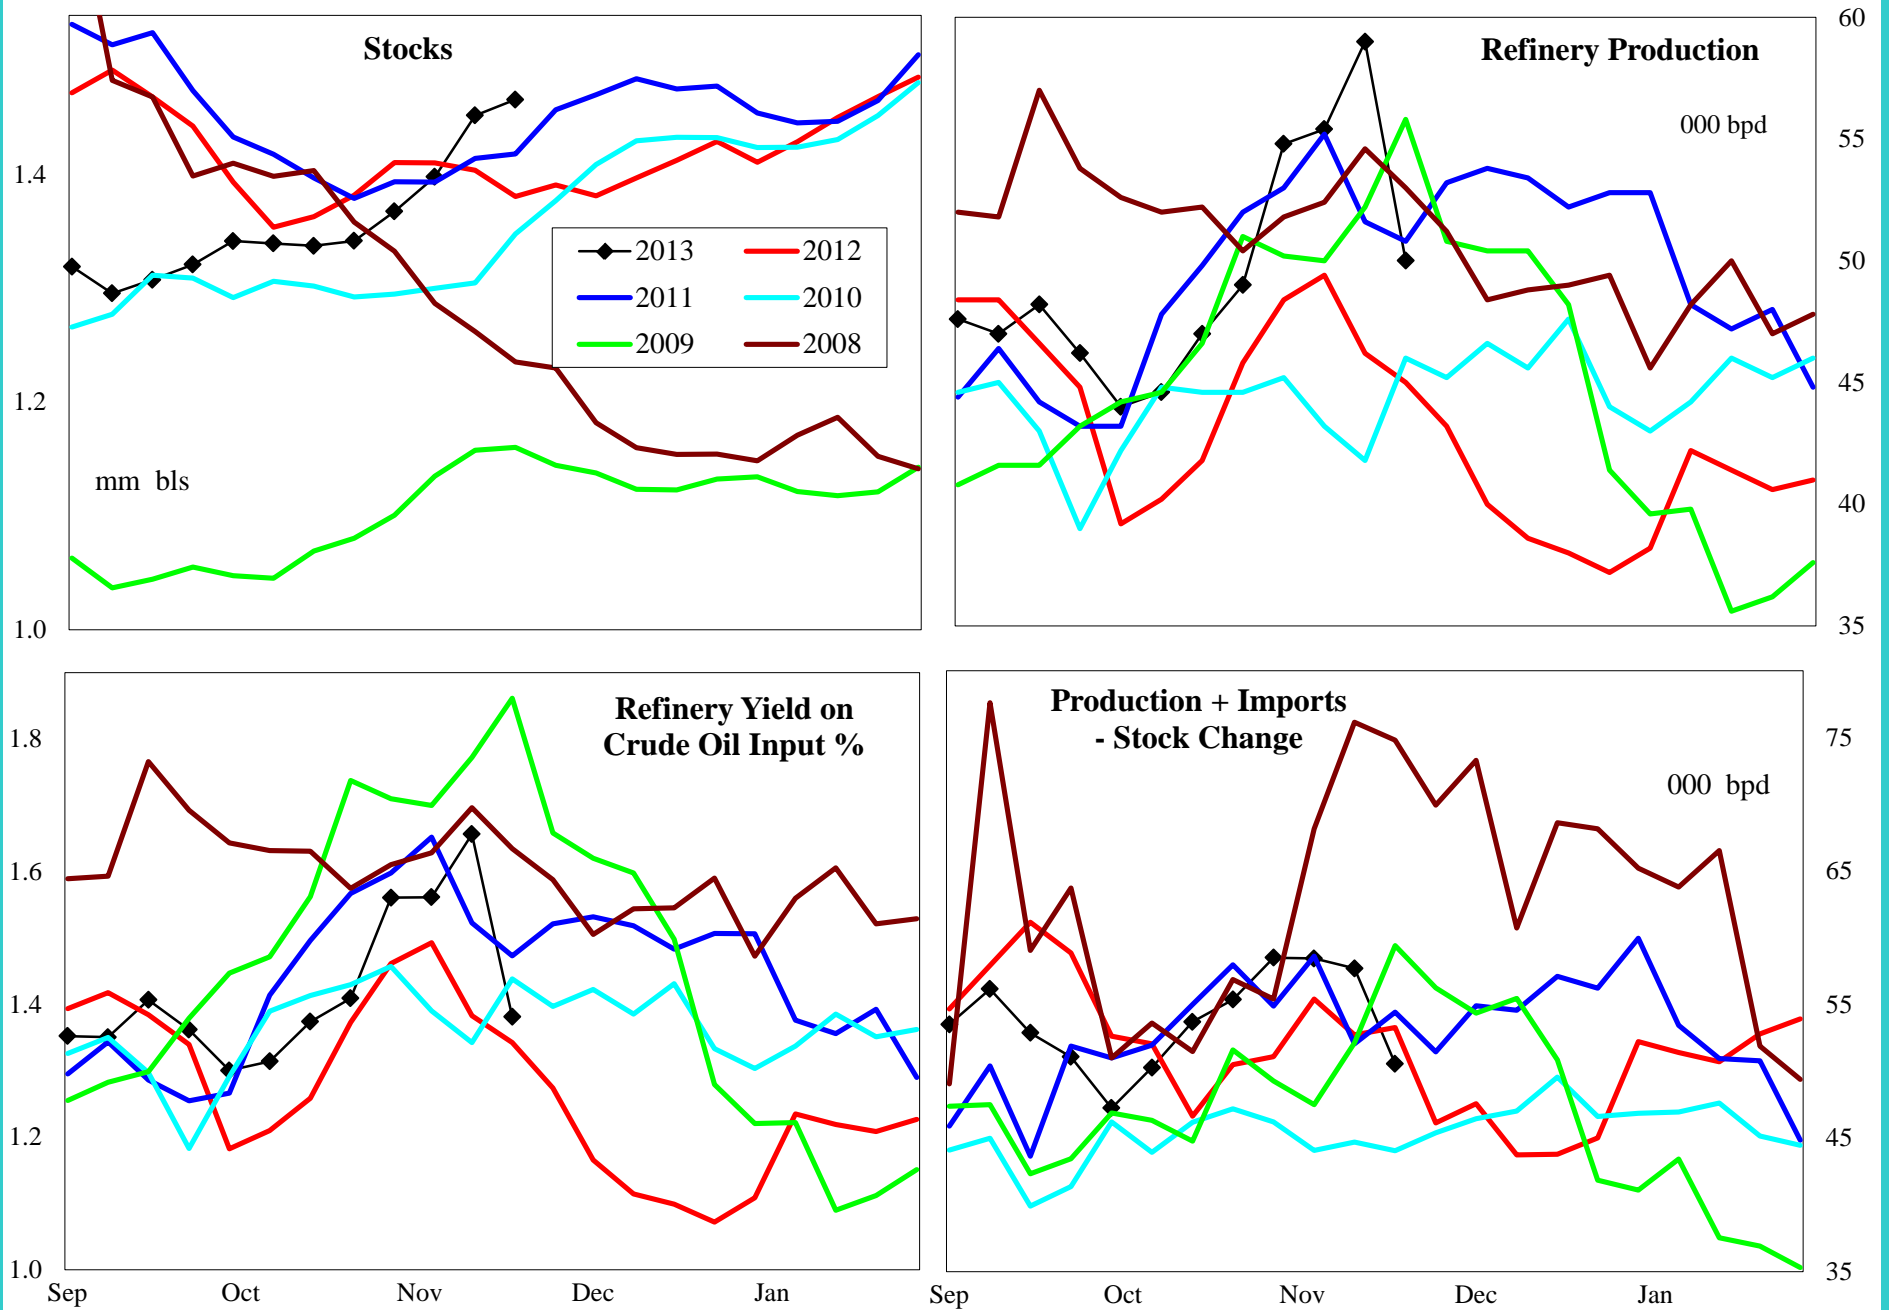 Stocks
1.4
1.2
1.0
mm bls
2013
2012
2011
2010
2009
2008
Refinery Production
000 bpd
60
55
50
45
40
35
Refinery Yield on
Crude Oil Input %
1.8
1.6
1.4
1.2
1.0
Sep Oct Nov Dec Jan
Production + Imports
- Stock Change
000 bpd
75
65
55
45
35
Sep Oct Nov Dec Jan